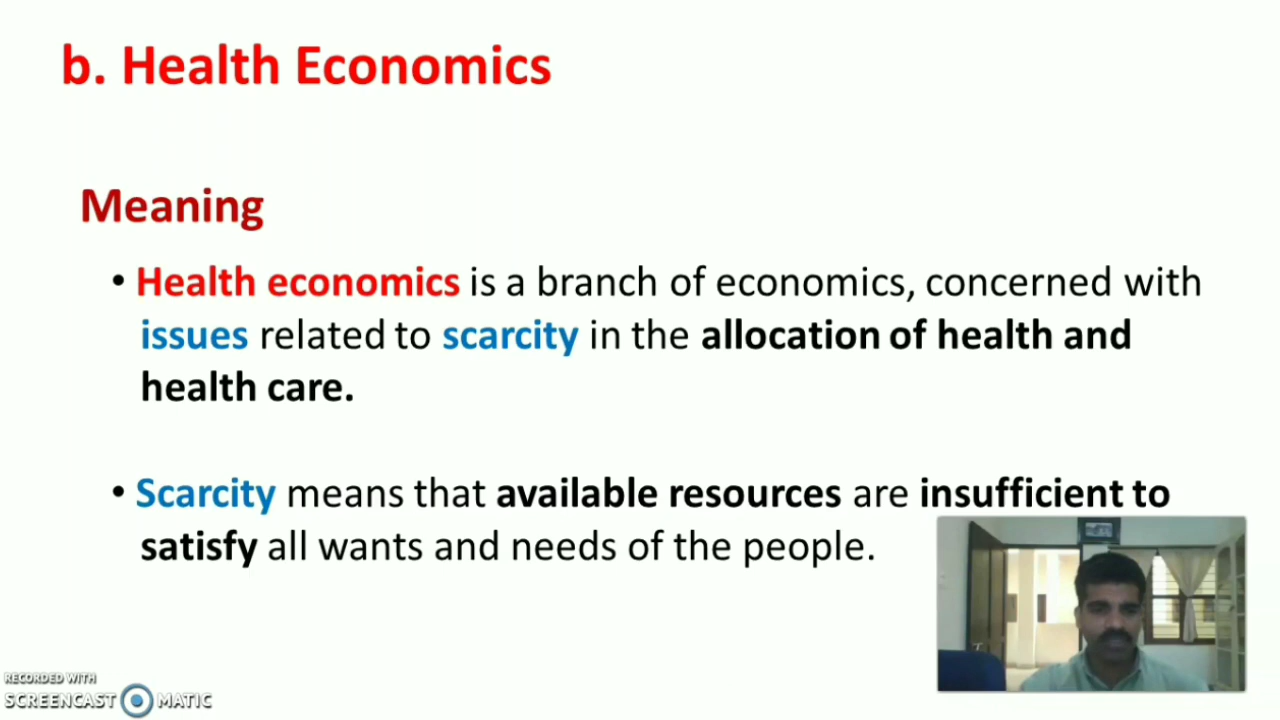 b. Health Economics
Meaning
• Health economics is a branch of economics, concerned with
issues related to scarcity in the allocation of health and
health care.
• Scarcity means that available resources are insufficient to
satisfy all wants and needs of the people.
RECORDED WITH
SCREENCAST MATIC